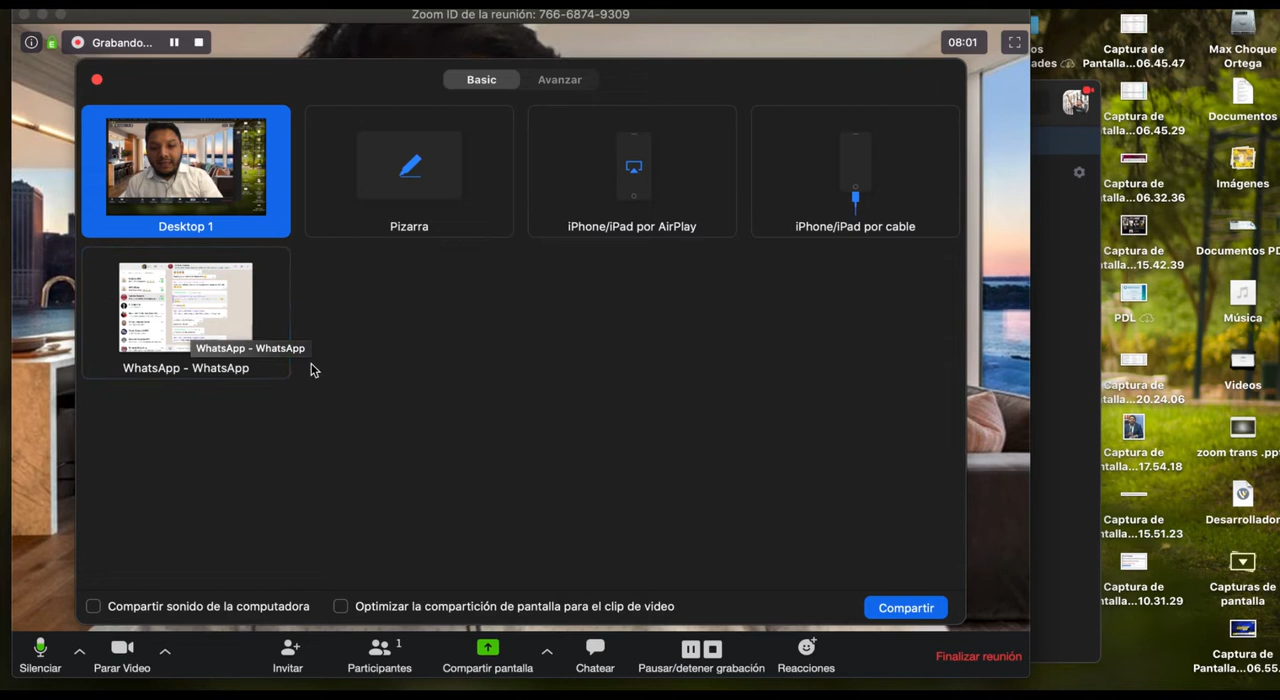 Zoom ID de la reunión: 766-6874-9309
Grabando...
08:01
Basic
Avanzar
Desktop 1
Pizarra
iPhone/iPad por AirPlay
iPhone/iPad por cable
WhatsApp - WhatsApp
WhatsApp - WhatsApp
Compartir sonido de la computadora
Optimizar la compartición de pantalla para el clip de video
Compartir
Silenciar
Parar Video
Invitar
1
Participantes
Compartir pantalla
Chatear
Pausar/detener grabación
Reacciones
Finalizar reunión
os
ades
Captura de
Pantalla...06.45.47
Max Choque
Ortega
Captura de
talla...06.45.29
Documentos
Captura de
talla...06.32.36
Imágenes
Captura de
talla...15.42.39
Documentos PD
PDL
Música
Captura de
talla...20.24.06
Videos
Captura de
ntalla...17.54.18
zoom trans .pp
Captura de
ntalla...15.51.23
Desarrollador
Captura de
ntalla...10.31.29
Capturas de
pantalla
Captura de
Pantalla...06.55.